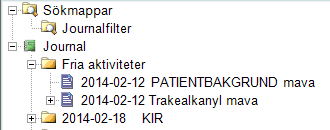 Sökmappar
Journalfilter
Journal
Fria aktiviteter
2014-02-12 PATIENTBAKGRUND mava
2014-02-12 Trakealkanyl mava
2014-02-18 KIR